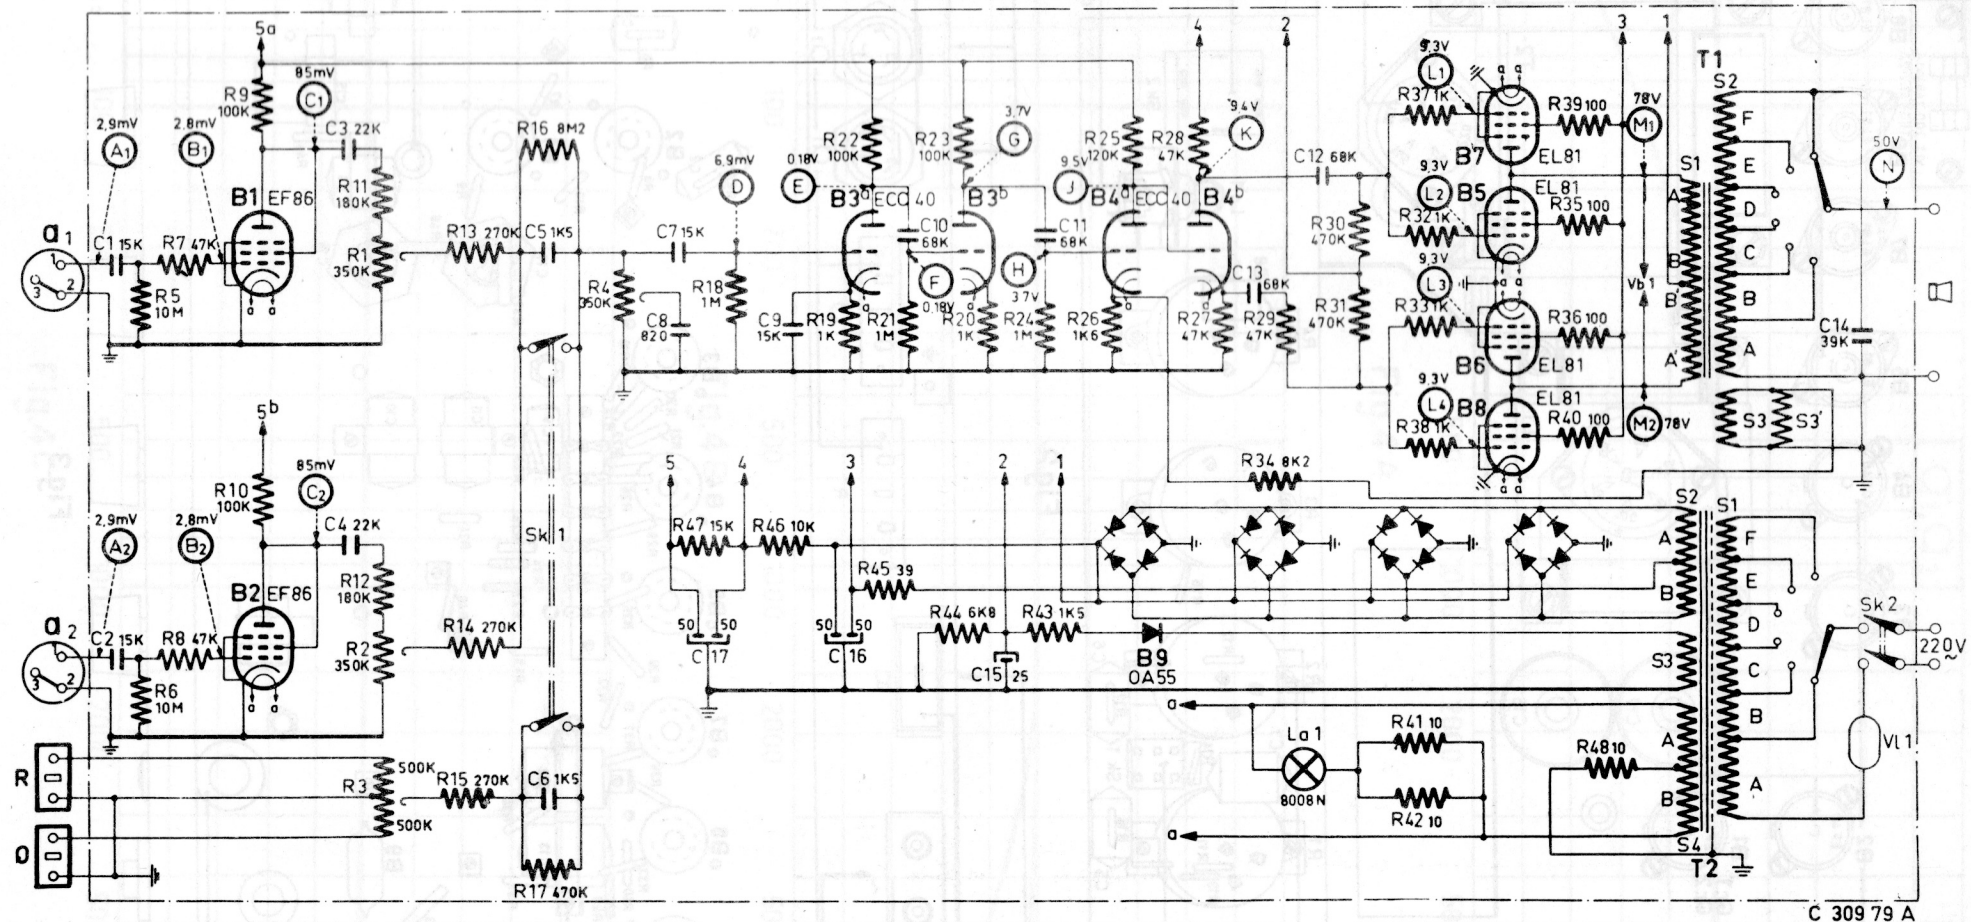 5a
85mV
C1
R9
100K
2,9mV
A1
2,8mV
B1
C3 22K
R11
180K
B1 EF86
a1
C1 15K
R7 47K
R1
350K
R5
10M
1
2
3
R16 8M2
R13 270K
C5 1K5
C7 15K
6,9mV
D
R4
350K
C8
820
R18
1M
C9
15K
R19
1K
0.18V
E
R22
100K
B3a
ECC 40
B3b
R23
100K
3.7V
G
C10
68K
F
0.18V
R21
1M
R20
1K
C11
68K
H
3.7V
R24
1M
9.5V
J
R25
120K
B4a
ECC 40
B4b
R28
47K
4
9.4V
K
R26
1K6
R27
47K
C13
68K
R29
47K
2
C12 68K
R30
470K
R31
470K
9.3V
L1
R37 1K
B7
EL81
R39 100
9.3V
L2
R32 1K
B5
EL81
R35 100
9.3V
L3
R33 1K
B6
EL81
R36 100
9.3V
L4
R38 1K
B8
EL81
R40 100
3
1
78V
M1
Vb1
M2
78V
T1
S1
S2
A
B
B'
A'
F
E
D
C
B
A
S3
S3'
50V
N
C14
39K
5b
85mV
C2
R10
100K
2,9mV
A2
2,8mV
B2
C4 22K
R12
180K
B2 EF86
a2
C2 15K
R8 47K
R2
350K
R6
10M
1
2
3
R14 270K
Sk 1
R
O
500K
R3
500K
R15 270K
C6 1K5
R17 470K
5
4
3
2
1
R47 15K
R46 10K
R45 39
50 50
C 17
50 50
C 16
R44 6K8
R43 1K5
C15 25
B9
OA55
R34 8K2
S2
S1
A
B
S3
A
B
S4
T2
F
E
D
C
B
A
a
a
La 1
8008 N
R41 10
R42 10
R48 10
Sk 2
220V
~
Vl 1
C 309 79 A